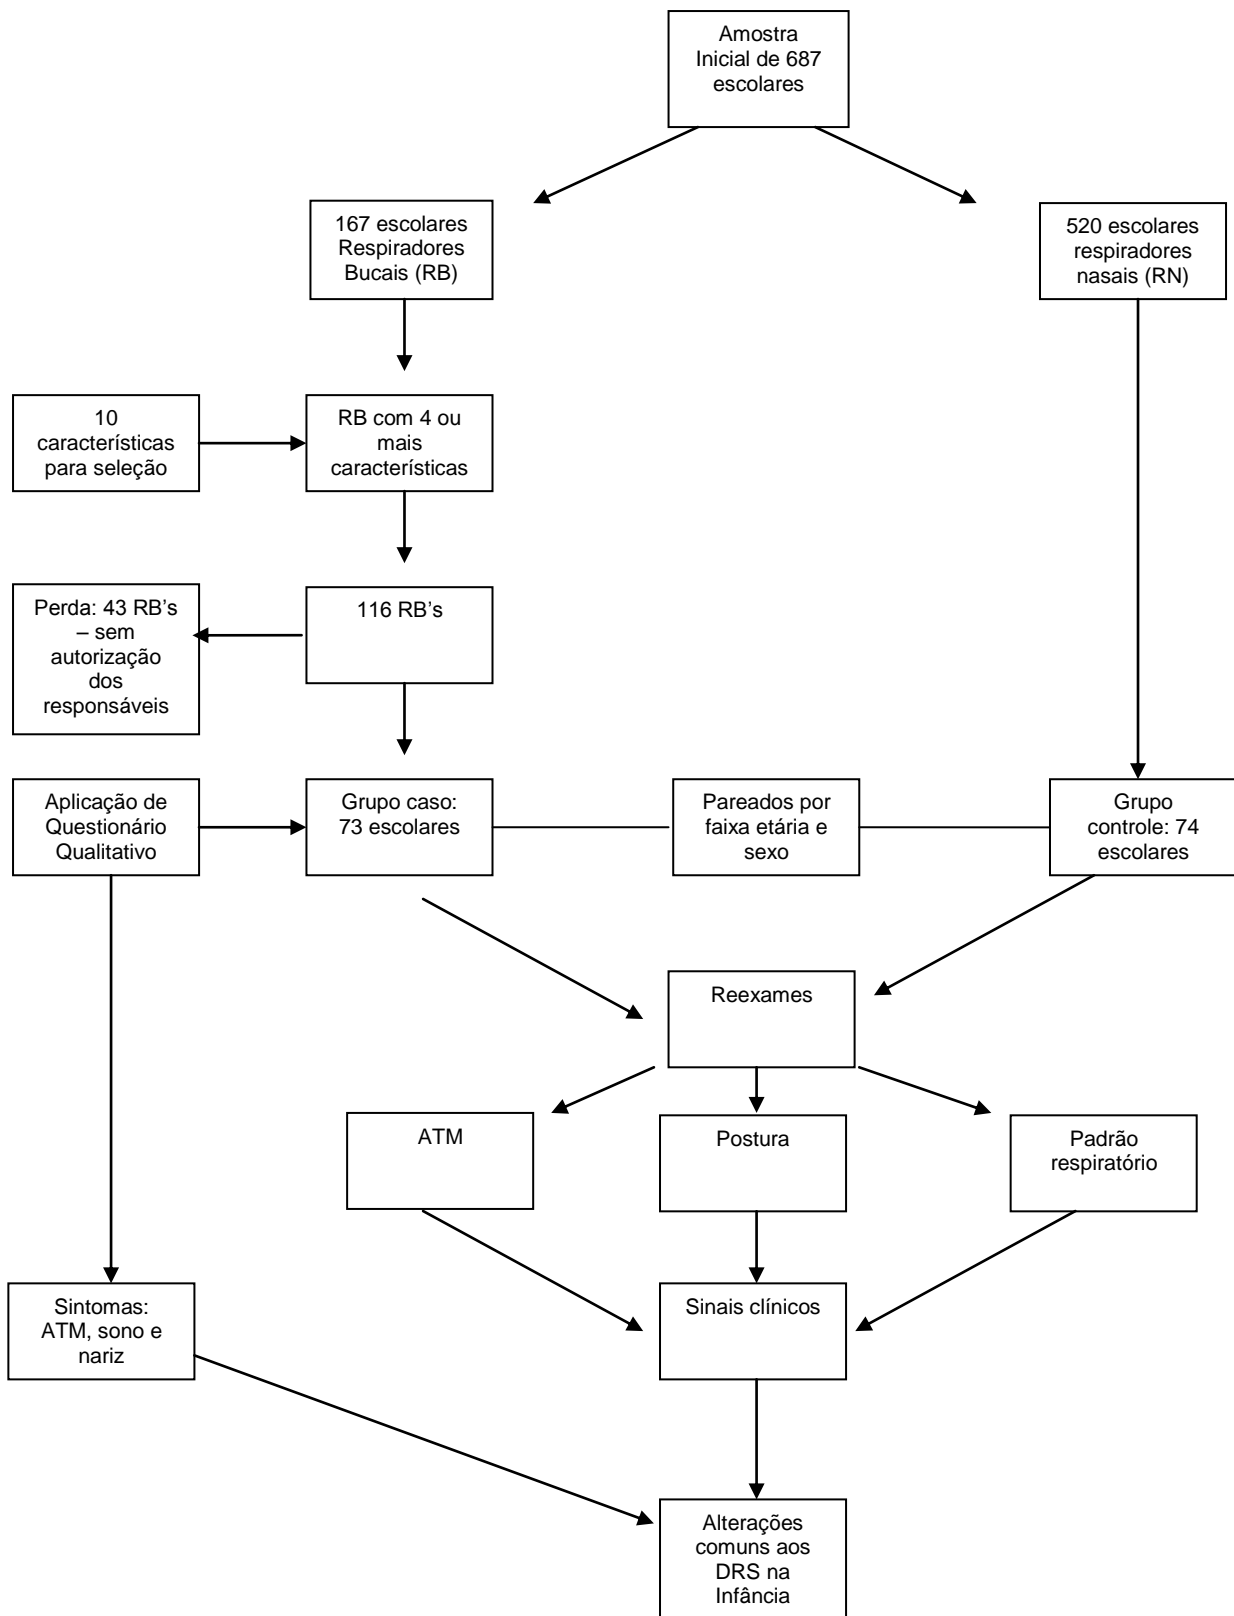 Amostra
Inicial de 687
escolares
167 escolares
Respiradores
Bucais (RB)
520 escolares
respiradores
nasais (RN)
10
características
para seleção
RB com 4 ou
mais
características
Perda: 43 RB’s
– sem
autorização
dos
responsáveis
116 RB’s
Aplicação de
Questionário
Qualitativo
Grupo caso:
73 escolares
Pareados por
faixa etária e
sexo
Grupo
controle: 74
escolares
Reexames
ATM
Postura
Padrão
respiratório
Sintomas:
ATM, sono e
nariz
Sinais clínicos
Alterações
comuns aos
DRS na
Infância